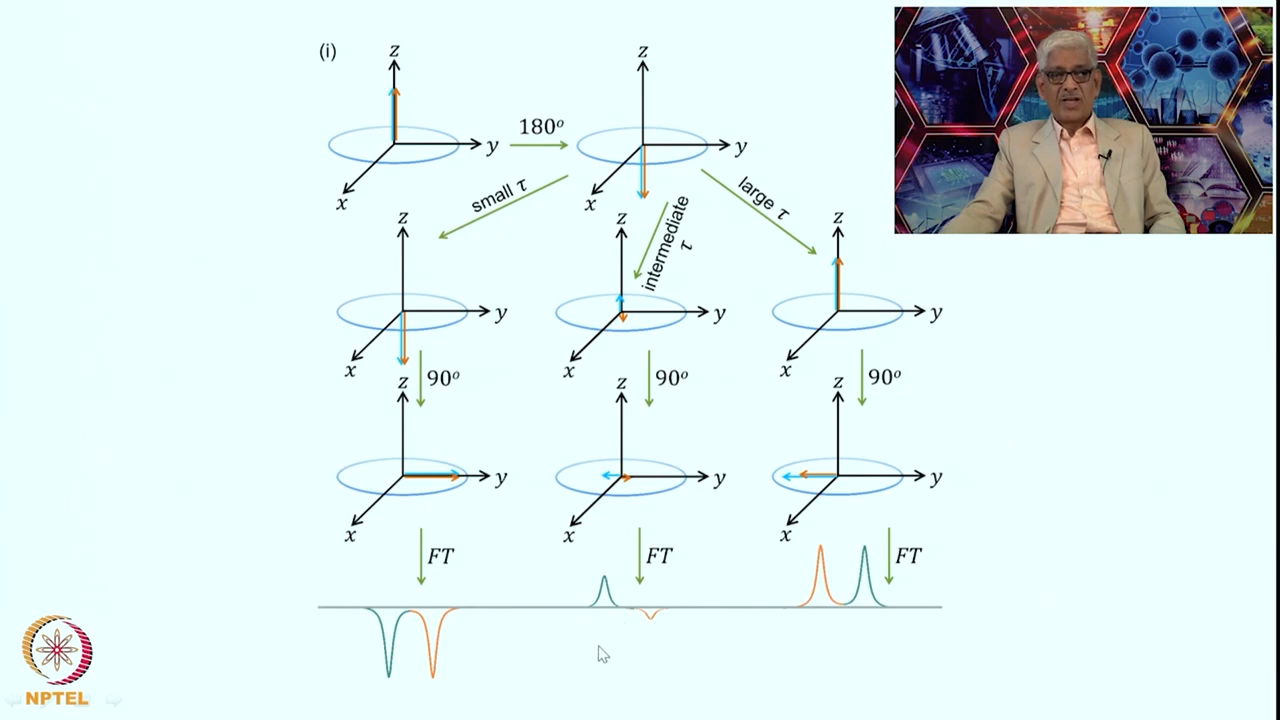 (i)
z
y
x
180°
z
y
x
small τ
intermediate τ
large τ
z
y
x
z
y
x
z
y
x
90°
90°
90°
z
y
x
z
y
x
z
y
x
FT
FT
FT
NPTEL